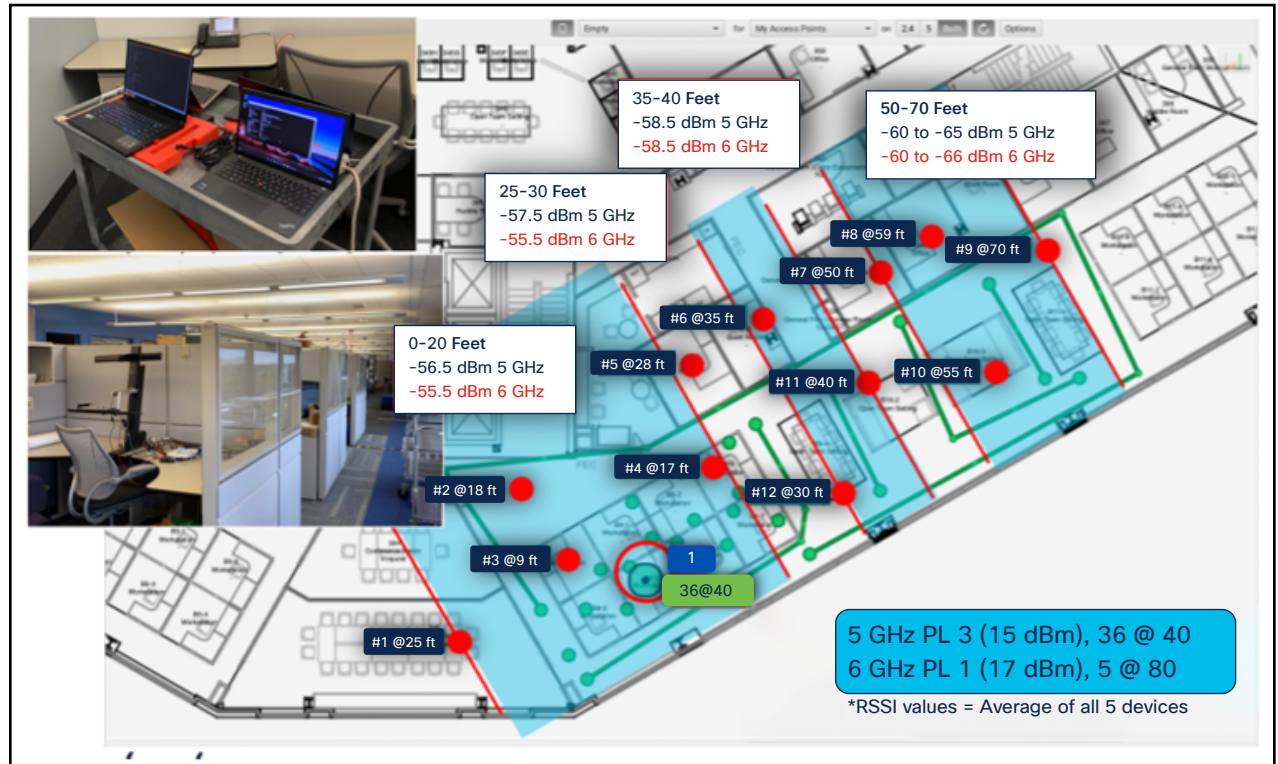 Empty for My Access Points on 2.4 5 Both Options
35-40 Feet
-58.5 dBm 5 GHz
-58.5 dBm 6 GHz
50-70 Feet
-60 to -65 dBm 5 GHz
-60 to -66 dBm 6 GHz
25-30 Feet
-57.5 dBm 5 GHz
-55.5 dBm 6 GHz
#8 @59 ft
#9 @70 ft
#7 @50 ft
#6 @35 ft
0-20 Feet
-56.5 dBm 5 GHz
-55.5 dBm 6 GHz
#5 @28 ft
#11 @40 ft
#10 @55 ft
FEC
FEC
#4 @17 ft
#2 @18 ft
#12 @30 ft
#3 @9 ft
1
36@40
#1 @25 ft
5 GHz PL 3 (15 dBm), 36 @ 40
6 GHz PL 1 (17 dBm), 5 @ 80
*RSSI values = Average of all 5 devices